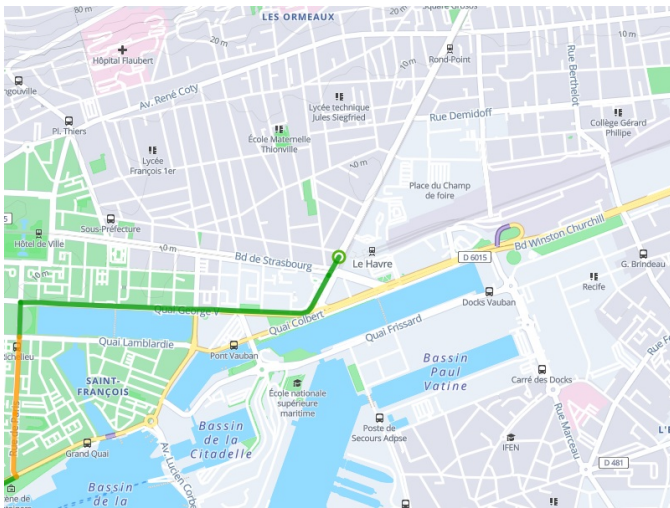 80 m
LES ORMEAUX
20 m
10 m
Rond-Point
10 m
Hôpital Flaubert
Av. René Coty
Lycée technique
Jules Siegfried
Rue Berthelot
Rue Demidoff
Collège Gérard
Philipe
Pl. Thiers
École Maternelle
Thionville
Lycée
François 1er
Place du Champ
de foire
Sous-Préfecture
Hôtel de Ville
10 m
Bd de Strasbourg
Le Havre
D 6015
Bd Winston Churchill
G. Brindeau
10 m
Recife
Docks Vauban
Quai George V
Quai Colbert
Quai Frissard
Quai Lamblardie
Pont Vauban
Bassin
Paul
Vatine
Carré des Docks
SAINT-
FRANÇOIS
École nationale
supérieure
maritime
Rue de Paris
Bassin
de la
Citadelle
Poste de
Secours Adpse
Rue Marceau
IFEN
Grand Quai
Av. Lucien Corbe
D 481
Bassin
de la